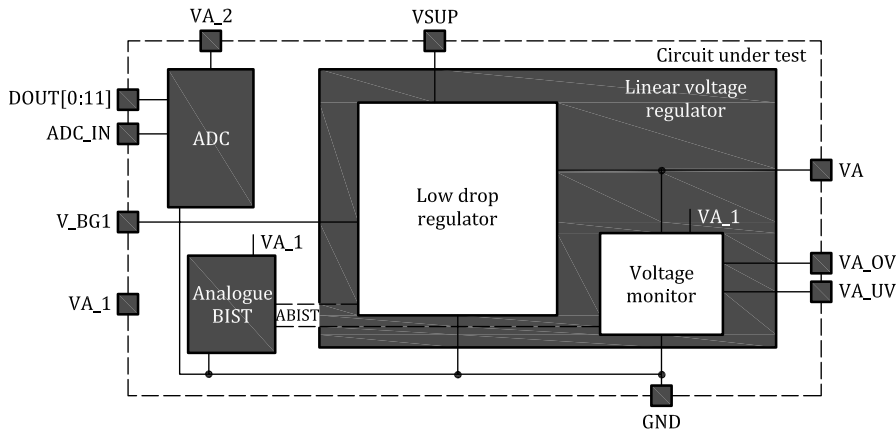 VA_2
VSUP
Circuit under test
DOUT[0:11]
ADC_IN
ADC
Linear voltage
regulator
VA
Low drop
regulator
V_BG1
VA_1
VA_1
Voltage
monitor
VA_OV
VA_UV
VA_1
Analogue
BIST
ABIST
GND